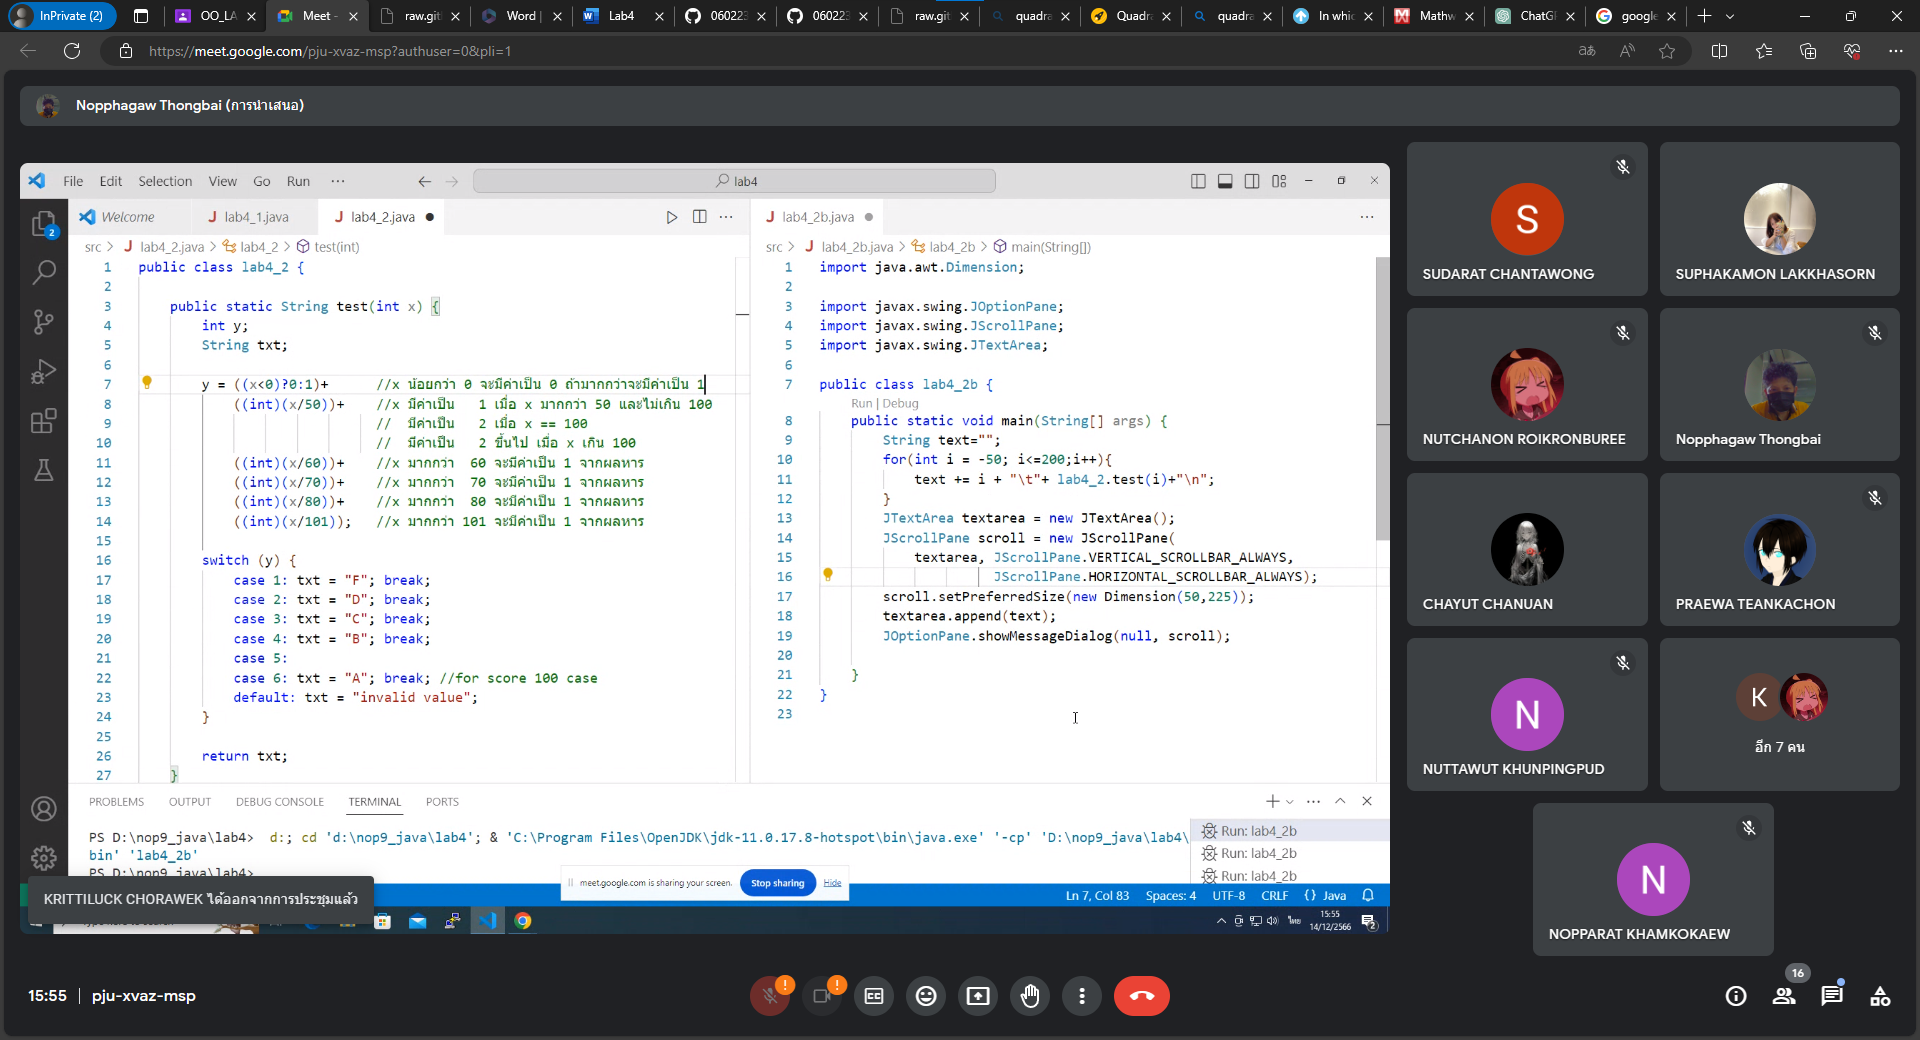 InPrivate (2)
OO_LA
Meet -
raw.git
Word |
Lab4
060223
060223
raw.git
quadra
Quadra
quadra
In whic
Mathw
ChatGP
google
https://meet.google.com/pju-xvaz-msp?authuser=0&pli=1
Nopphagaw Thongbai (การนำเสนอ)
File Edit Selection View Go Run ···
lab4
Welcome
lab4_1.java
lab4_2.java
src > lab4_2.java > lab4_2 > test(int)
1 public class lab4_2 {
2
3 public static String test(int x) {
4 int y;
5 String txt;
6
7 y = ((x<0)?0:1)+ //x น้อยกว่า 0 จะมีค่าเป็น 0 ถ้ามากกว่าจะมีค่าเป็น 1
8 ((int)(x/50))+ //x มีค่าเป็น 1 เมื่อ x มากกว่า 50 และไม่เกิน 100
9 // มีค่าเป็น 2 เมื่อ x == 100
10 // มีค่าเป็น 2 ขึ้นไป เมื่อ x เกิน 100
11 ((int)(x/60))+ //x มากกว่า 60 จะมีค่าเป็น 1 จากผลหาร
12 ((int)(x/70))+ //x มากกว่า 70 จะมีค่าเป็น 1 จากผลหาร
13 ((int)(x/80))+ //x มากกว่า 80 จะมีค่าเป็น 1 จากผลหาร
14 ((int)(x/101)); //x มากกว่า 101 จะมีค่าเป็น 1 จากผลหาร
15
16 switch (y) {
17 case 1: txt = "F"; break;
18 case 2: txt = "D"; break;
19 case 3: txt = "C"; break;
20 case 4: txt = "B"; break;
21 case 5:
22 case 6: txt = "A"; break; //for score 100 case
23 default: txt = "invalid value";
24 }
25
26 return txt;
27 }
lab4_2b.java
src > lab4_2b.java > lab4_2b > main(String[])
1 import java.awt.Dimension;
2
3 import javax.swing.JOptionPane;
4 import javax.swing.JScrollPane;
5 import javax.swing.JTextArea;
6
7 public class lab4_2b {
Run | Debug
8 public static void main(String[] args) {
9 String text="";
10 for(int i = -50; i<=200;i++){
11 text += i + "\t"+ lab4_2.test(i)+"\n";
12 }
13 JTextArea textarea = new JTextArea();
14 JScrollPane scroll = new JScrollPane(
15 textarea, JScrollPane.VERTICAL_SCROLLBAR_ALWAYS,
16 JScrollPane.HORIZONTAL_SCROLLBAR_ALWAYS);
17 scroll.setPreferredSize(new Dimension(50,225));
18 textarea.append(text);
19 JOptionPane.showMessageDialog(null, scroll);
20
21 }
22 }
23
PROBLEMS OUTPUT DEBUG CONSOLE TERMINAL PORTS
PS D:\nop9_java\lab4> d:; cd 'd:\nop9_java\lab4'; & 'C:\Program Files\OpenJDK\jdk-11.0.17.8-hotspot\bin\java.exe' '-cp' 'D:\nop9_java\lab4\
bin' 'lab4_2b'
PS D:\nop9_java\lab4>
Run: lab4_2b
Run: lab4_2b
Run: lab4_2b
meet.google.com is sharing your screen.
Stop sharing
Hide
Ln 7, Col 83 Spaces: 4 UTF-8 CRLF {} Java
KRITTILUCK CHORAWEK ได้ออกจากการประชุมแล้ว
ไทย
15:55
14/12/2566
2
SUDARAT CHANTAWONG
S
SUPHAKAMON LAKKHASORN
NUTCHANON ROIKRONBUREE
Nopphagaw Thongbai
CHAYUT CHANUAN
PRAEWA TEANKACHON
N
NUTTAWUT KHUNPINGPUD
K
อีก 7 คน
N
NOPPARAT KHAMKOKAEW
15:55 | pju-xvaz-msp
16